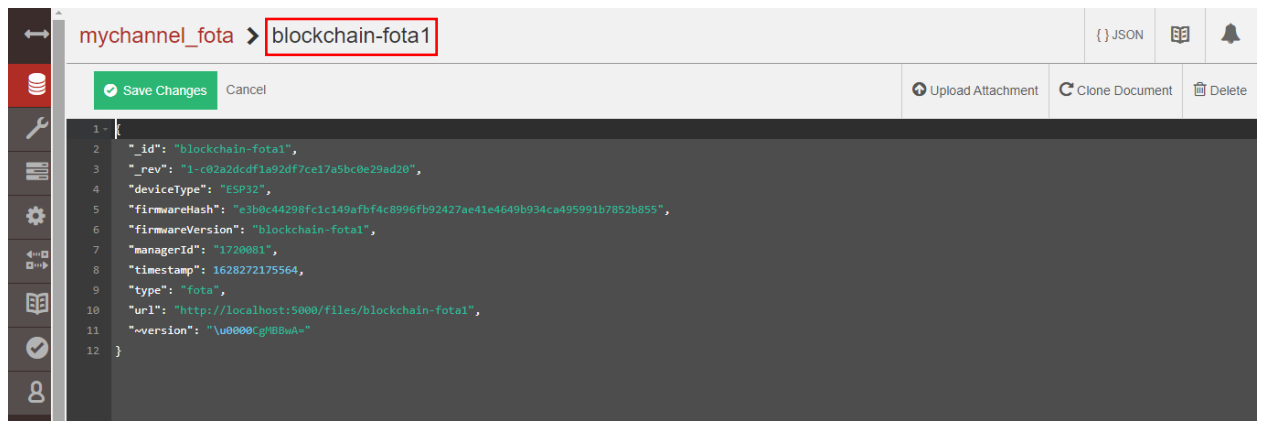 mychannel_fota > blockchain-fota1
{ } JSON
Save Changes Cancel
Upload Attachment Clone Document Delete
1 {
2 "_id": "blockchain-fota1",
3 "_rev": "1-c02a2dcdf1a92df7ce17a5bc0e29ad20",
4 "deviceType": "ESP32",
5 "firmwareHash": "e3b0c44298fc1c149afbf4c8996fb92427ae41e4649b934ca495991b7852b855",
6 "firmwareVersion": "blockchain-fota1",
7 "managerId": "1720081",
8 "timestamp": 1628272175564,
9 "type": "fota",
10 "url": "http://localhost:5000/files/blockchain-fota1",
11 "~version": "\u0000CgMBBwA="
12 }